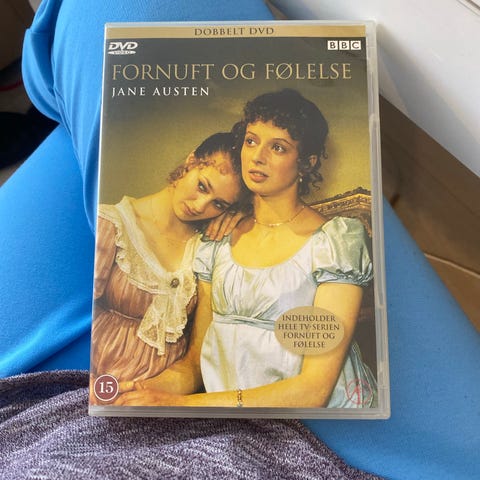 DOBBELT DVD
DVD
VIDEO
BBC
FORNUFT OG FØLELSE
JANE AUSTEN
INDEHOLDER
HELE TV-SERIEN
FORNUFT OG
FØLELSE
15